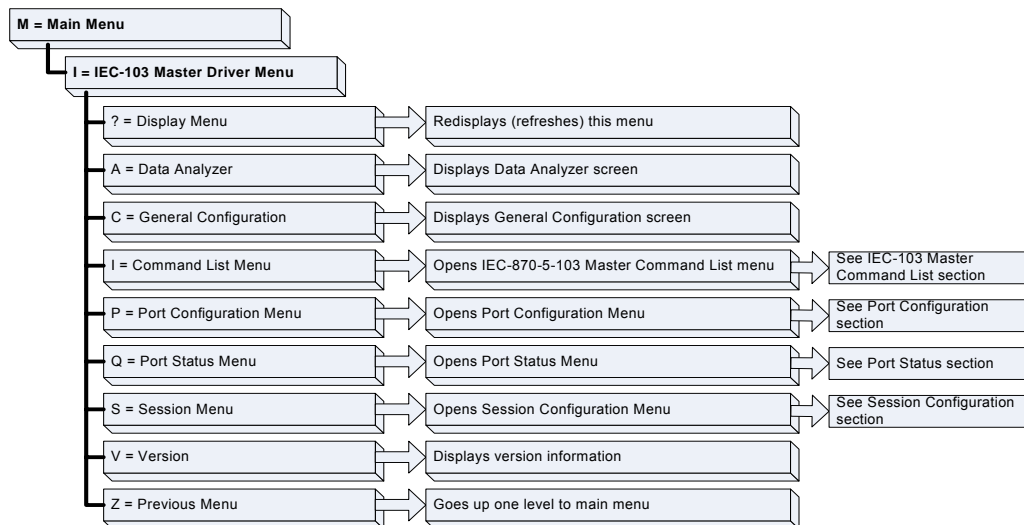 M = Main Menu
I = IEC-103 Master Driver Menu
? = Display Menu
Redisplays (refreshes) this menu
A = Data Analyzer
Displays Data Analyzer screen
C = General Configuration
Displays General Configuration screen
I = Command List Menu
Opens IEC-870-5-103 Master Command List menu
See IEC-103 Master
Command List section
P = Port Configuration Menu
Opens Port Configuration Menu
See Port Configuration
section
Q = Port Status Menu
Opens Port Status Menu
See Port Status section
S = Session Menu
Opens Session Configuration Menu
See Session Configuration
section
V = Version
Displays version information
Z = Previous Menu
Goes up one level to main menu